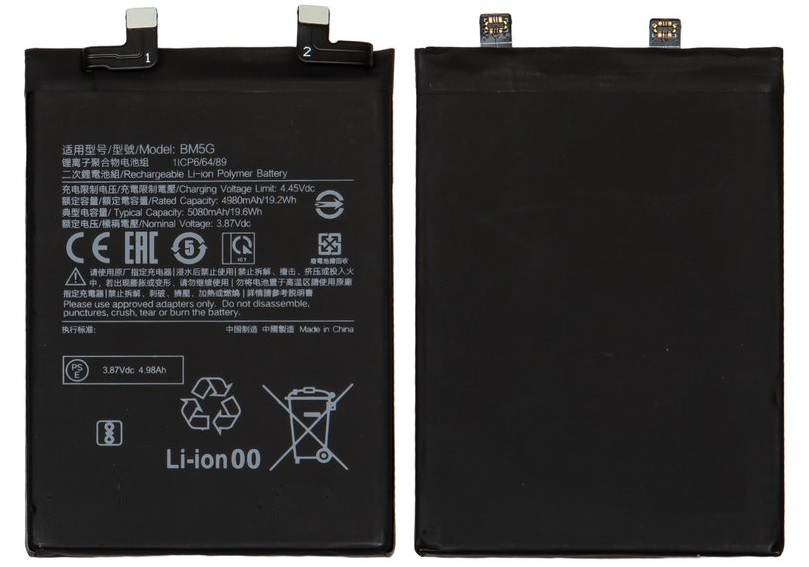 1
2
适用型号/型號/Model: BM5G
锂离子聚合物电池组 1ICP6/64/89
二次鋰電池組/Rechargeable Li-ion Polymer Battery
充电限制电压/充電限制電壓/Charging Voltage Limit: 4.45Vdc
额定容量/額定電容量/Rated Capacity: 4980mAh/19.2Wh
典型电容量/ Typical Capacity: 5080mAh/19.6Wh
额定电压/標稱電壓/Nominal Voltage: 3.87Vdc
CE EAC 5 ICT
廢電池回收
请使用原厂指定充电器|浸水后禁止使用|禁止拆解、撞击、挤压或投入火
中，若出现膨胀或变形，请勿继续使用|勿将电池置于高温区|請使用原廠
指定充電器|禁止拆解、刺破、擠壓、加熱或燃燒|詳情請參考說明書
Please use approved adapters only. Do not disassemble,
punctures, crush, tear or burn the battery.
执行标准: 中国制造 中國製造 Made in China
PSE 3.87Vdc 4.98Ah
Li-ion00